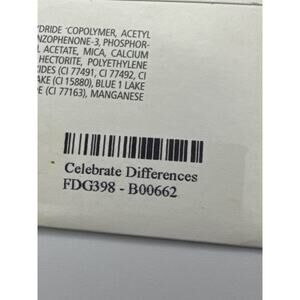 YDRIDE COPOLYMER, ACETYL
NZOPHENONE-3, PHOSPHOR-
L ACETATE, MICA, CALCIUM
HECTORITE, POLYETHYLENE
IDES (CI 77491, CI 77492, CI
AKE (CI 15880), BLUE 1 LAKE
DE (CI 77163), MANGANESE
Celebrate Differences
FDG398 - B00662